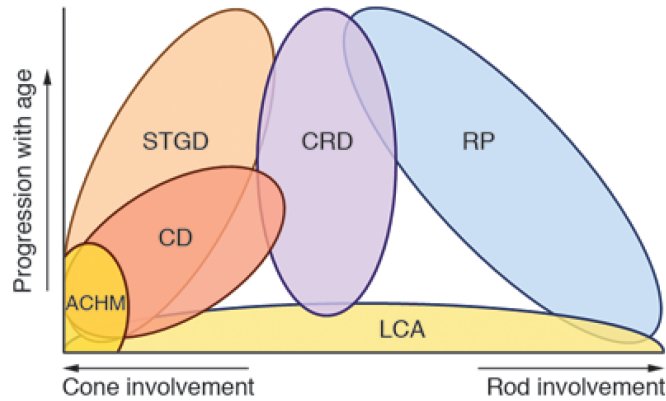 Progression with age
STGD
CRD
RP
CD
ACHM
LCA
Cone involvement
Rod involvement